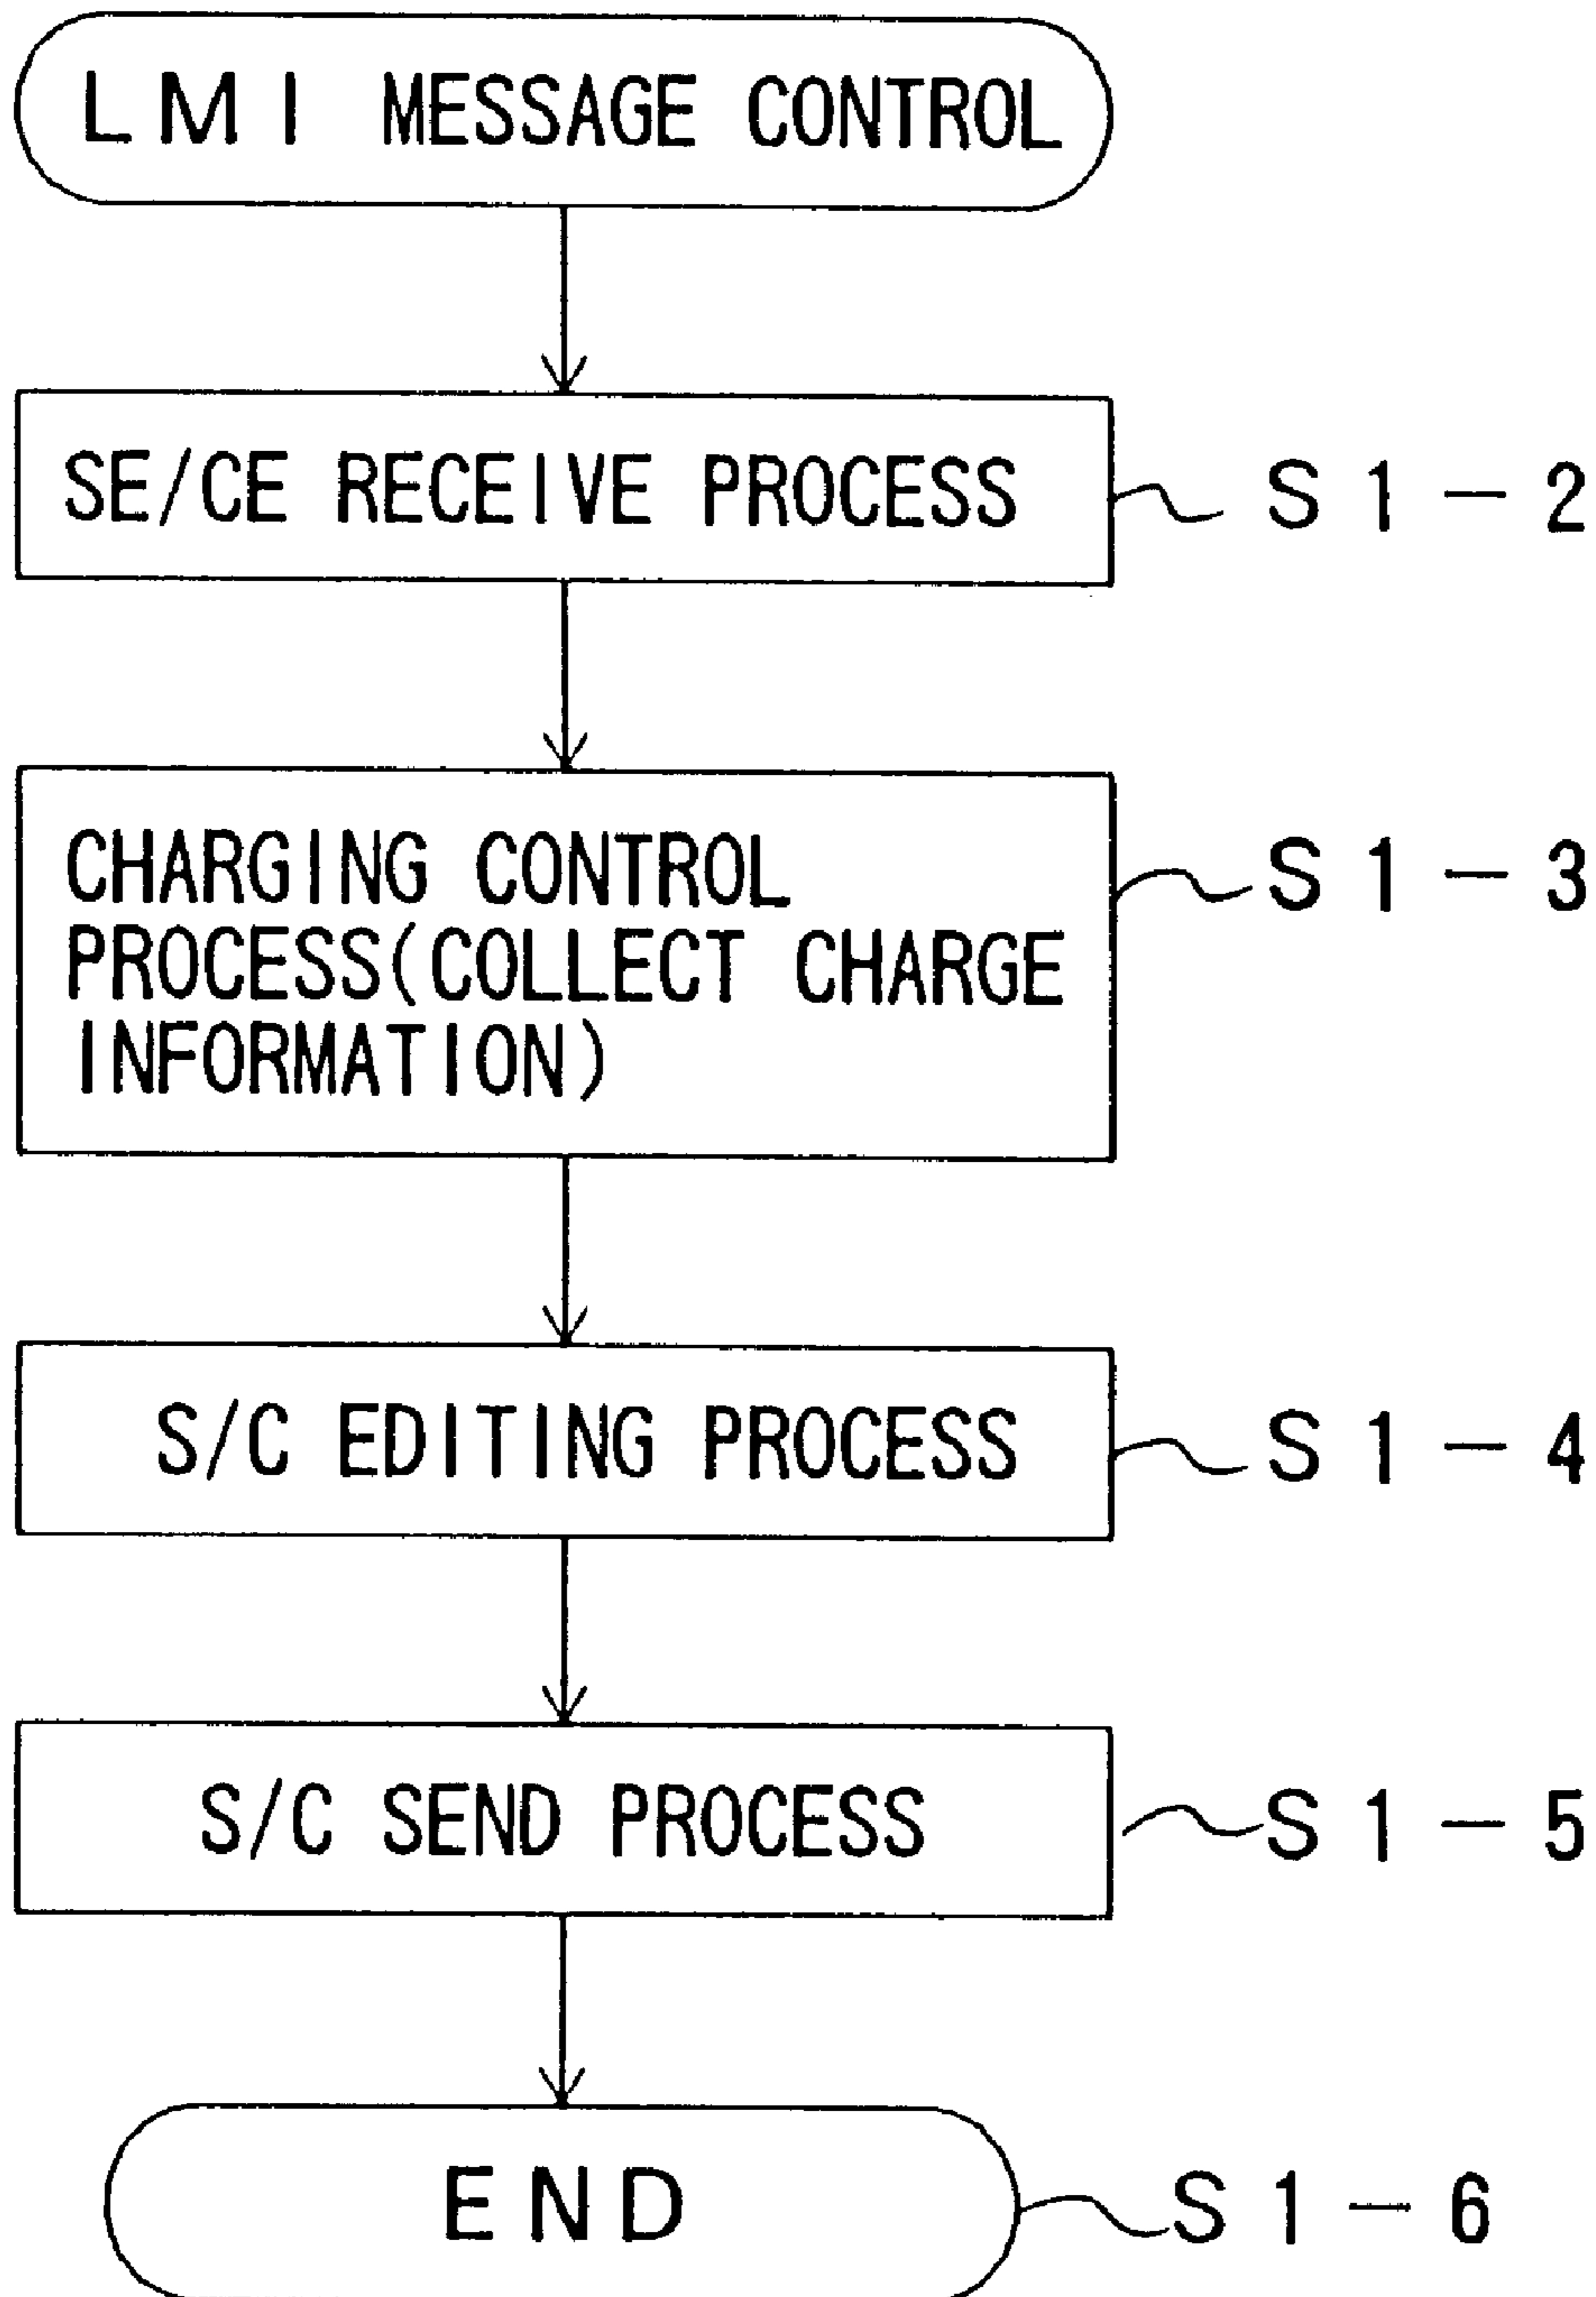 LMI MESSAGE CONTROL
SE/CE RECEIVE PROCESS
S1-2
CHARGING CONTROL
PROCESS(COLLECT CHARGE
INFORMATION)
S1-3
S/C EDITING PROCESS
S1-4
S/C SEND PROCESS
S1-5
END
S1-6